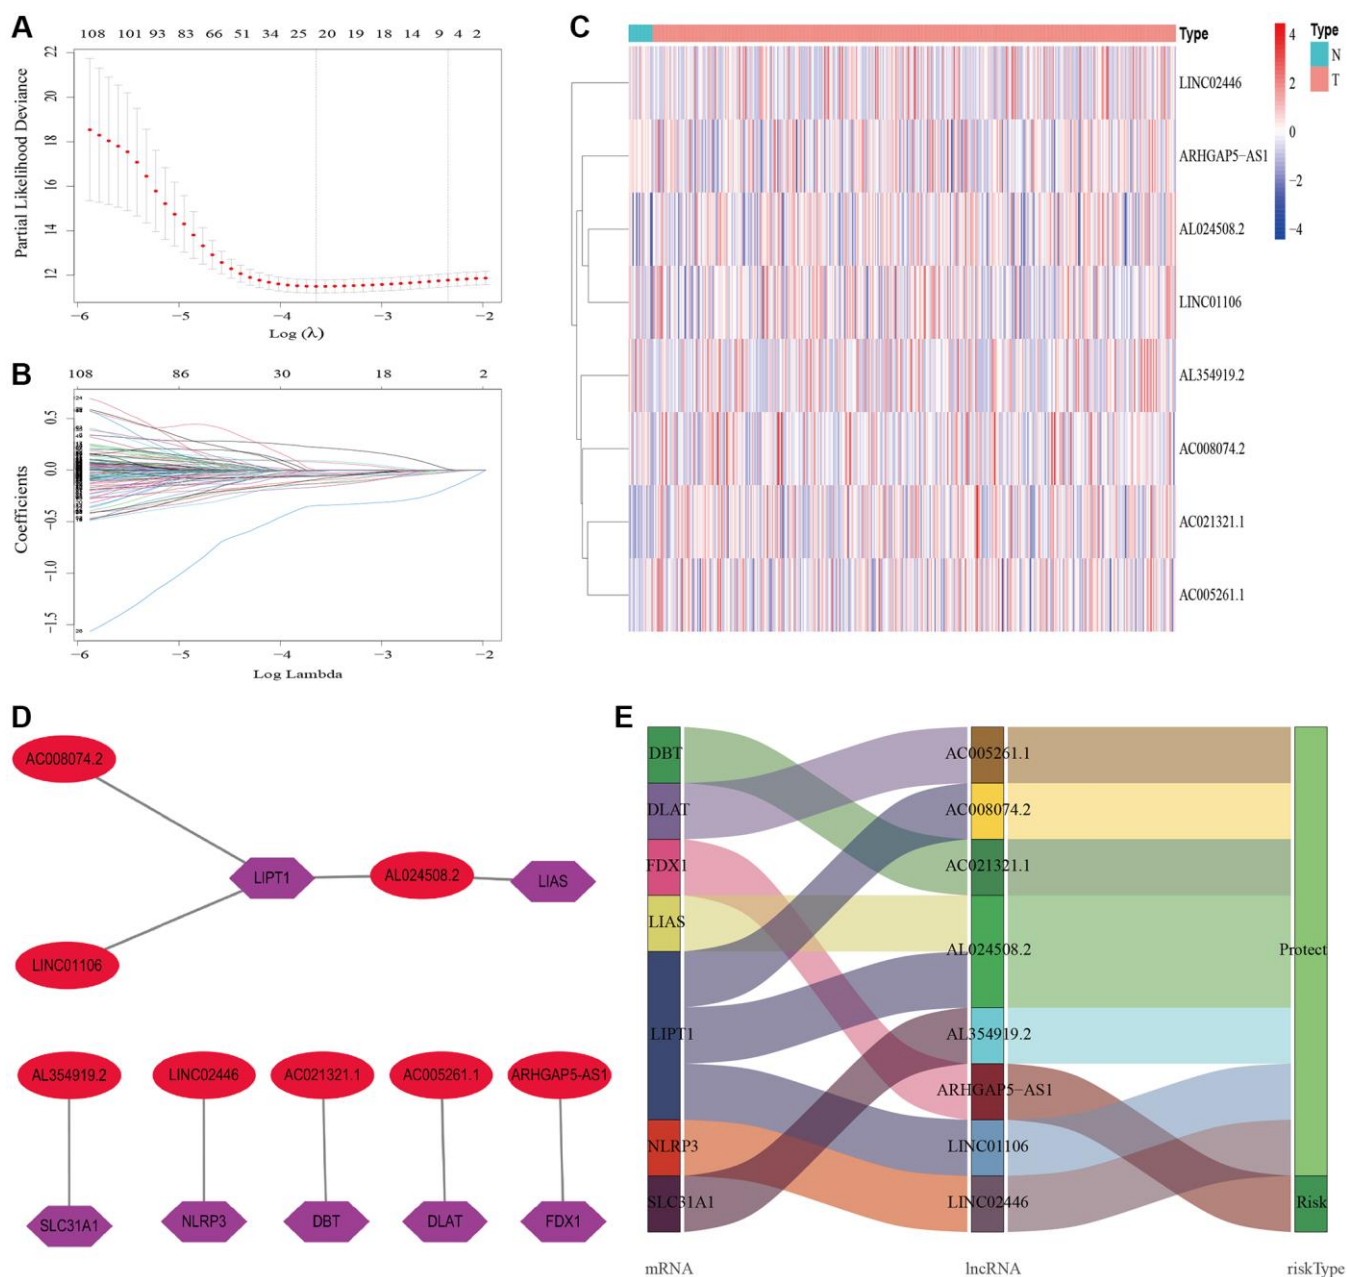 A
108 101 93 83 66 51 34 25 20 19 18 14 9 4 2
22
20
18
16
14
12
Partial Likelihood Deviance
−6 −5 −4 −3 −2
Log (λ)
B
108 86 30 18 2
0.5
0.0
−0.5
−1.0
−1.5
Coefficients
−6 −5 −4 −3 −2
Log Lambda
C
Type
LINC02446
ARHGAP5−AS1
AL024508.2
LINC01106
AL354919.2
AC008074.2
AC021321.1
AC005261.1
4
2
0
−2
−4
Type
N
T
D
AC008074.2
LIPT1
AL024508.2
LIAS
LINC01106
AL354919.2 LINC02446 AC021321.1 AC005261.1 ARHGAP5-AS1
SLC31A1 NLRP3 DBT DLAT FDX1
E
DBT
DLAT
FDX1
LIAS
LIPT1
NLRP3
SLC31A1
AC005261.1
AC008074.2
AC021321.1
AL024508.2
AL354919.2
ARHGAP5−AS1
LINC01106
LINC02446
Protect
Risk
mRNA lncRNA riskType